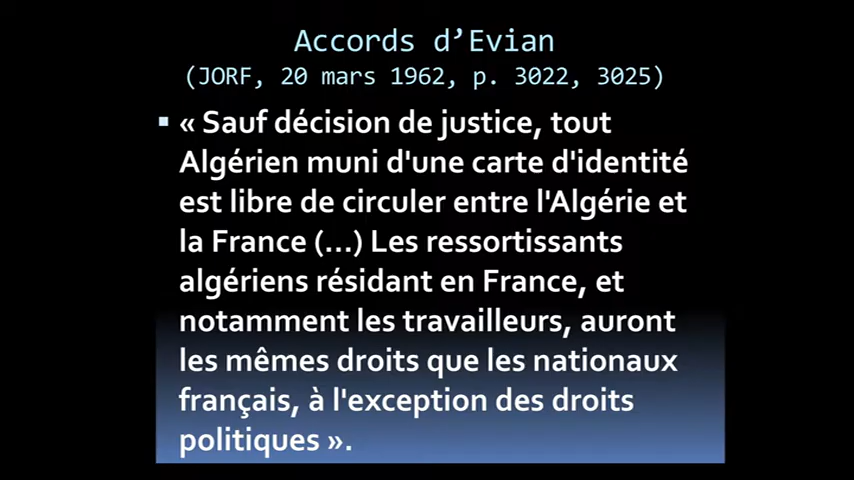 Accords d’Evian
(JORF, 20 mars 1962, p. 3022, 3025)
▪ « Sauf décision de justice, tout
Algérien muni d'une carte d'identité
est libre de circuler entre l'Algérie et
la France (…) Les ressortissants
algériens résidant en France, et
notamment les travailleurs, auront
les mêmes droits que les nationaux
français, à l'exception des droits
politiques ».